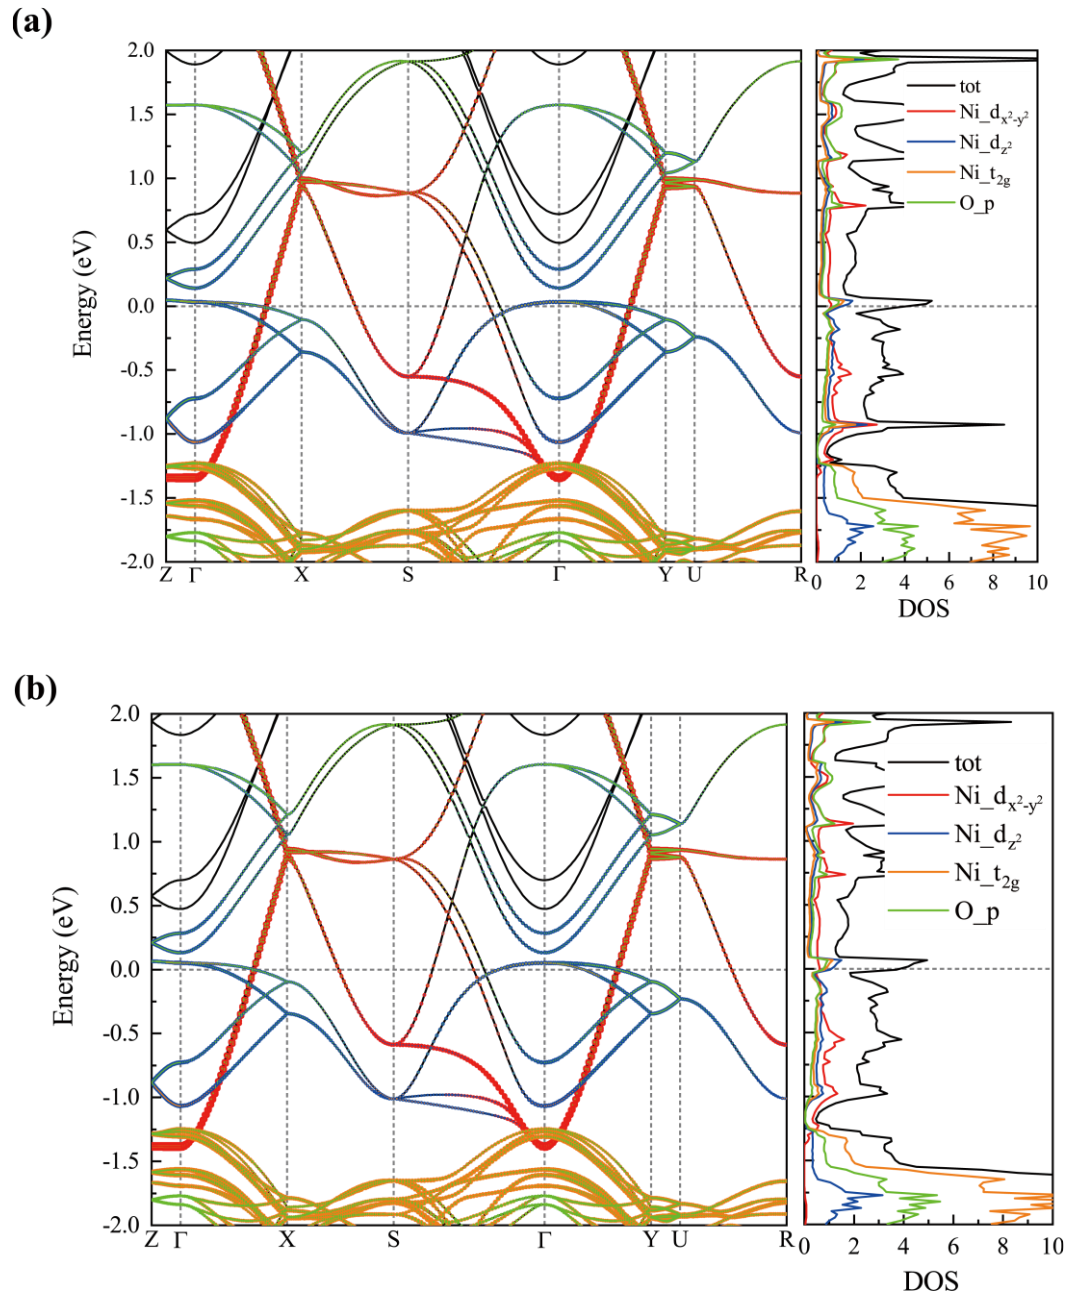 (a)
2.0
1.5
1.0
0.5
0.0
-0.5
-1.0
-1.5
-2.0
Energy (eV)
Z Γ X S Γ Y U R
tot
Ni_dx²-y²
Ni_dz²
Ni_t2g
O_p
0 2 4 6 8 10
DOS
(b)
2.0
1.5
1.0
0.5
0.0
-0.5
-1.0
-1.5
-2.0
Energy (eV)
Z Γ X S Γ Y U R
tot
Ni_dx²-y²
Ni_dz²
Ni_t2g
O_p
0 2 4 6 8 10
DOS